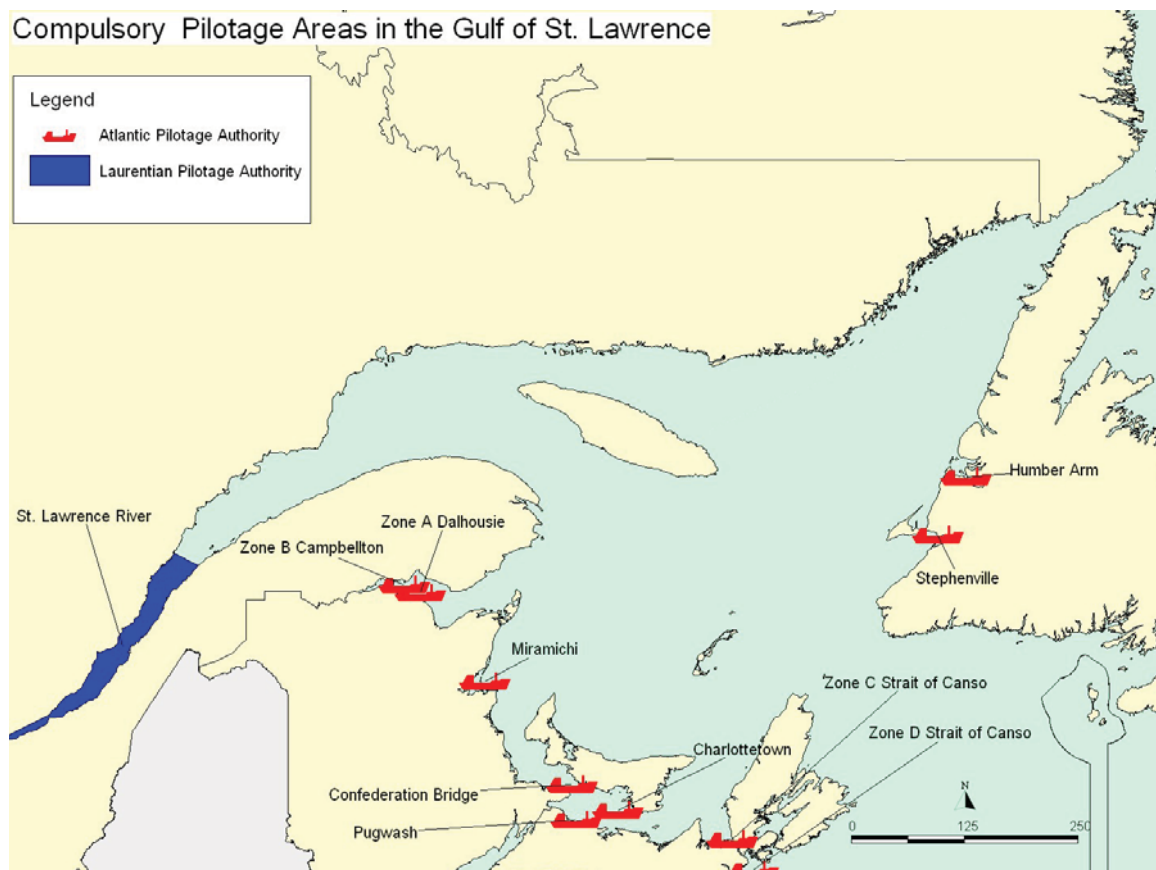 Compulsory Pilotage Areas in the Gulf of St. Lawrence
Legend
Atlantic Pilotage Authority
Laurentian Pilotage Authority
Humber Arm
St. Lawrence River
Zone A Dalhousie
Zone B Campbellton
Stephenville
Miramichi
Zone C Strait of Canso
Zone D Strait of Canso
Charlottetown
Confederation Bridge
Pugwash
N
0 125 250